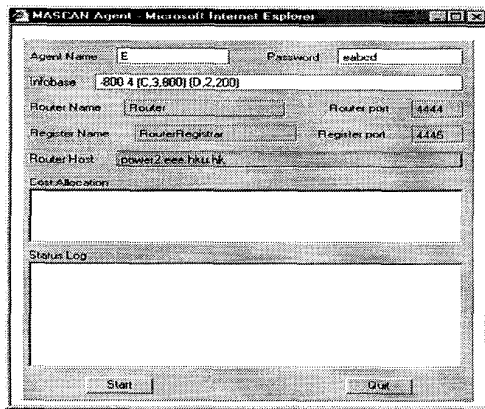 MASCAN Agent - Microsoft Internet Explorer
Agent Name E Password eabcd
Infobase -800 4 (C,3,800) (D,2,200)
Router Name Router Router port 4444
Register Name RouterRegistrar Register port 4445
Router Host power2.eee.hku.hk
Cost Allocation
Status Log
Start Quit